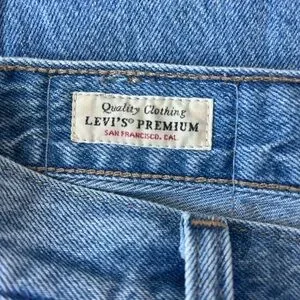 Quality Clothing
LEVI'S® PREMIUM
SAN FRANCISCO, CAL